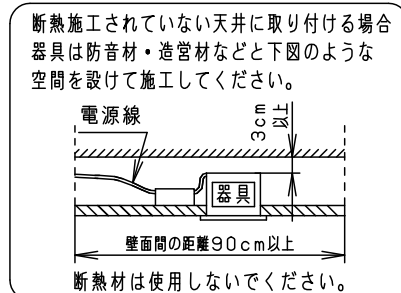 断熱施工されていない天井に取り付ける場合
器具は防音材・造営材などと下図のような
空間を設けて施工してください。
電源線
3cm
以上
器具
壁面間の距離90cm以上
断熱材は使用しないでください。